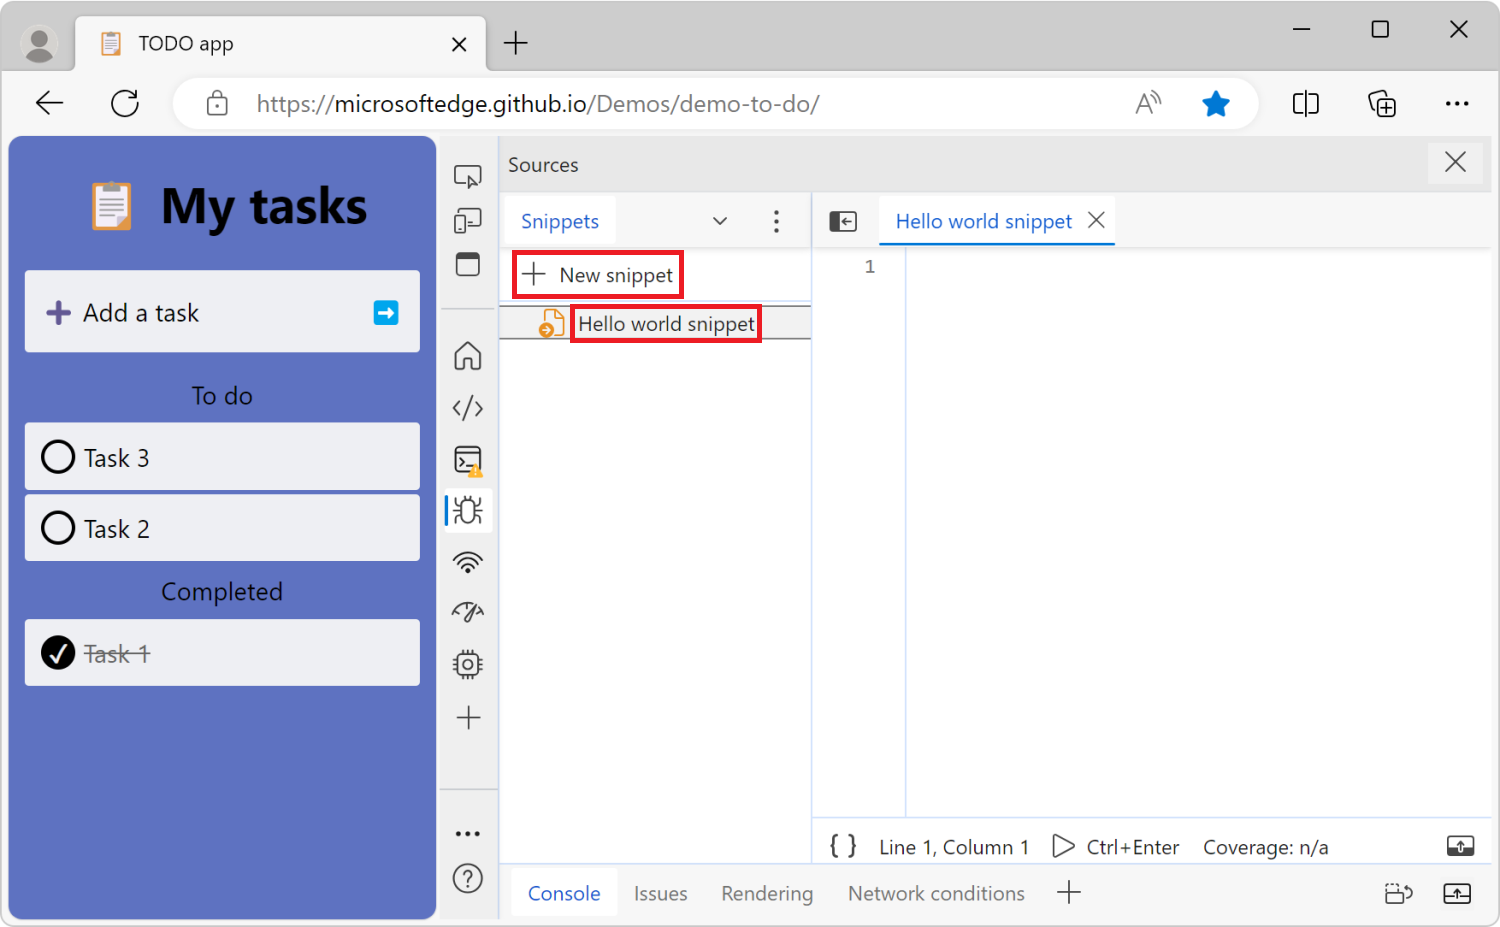 TODO app
https://microsoftedge.github.io/Demos/demo-to-do/
My tasks
Add a task
To do
Task 3
Task 2
Completed
Task 1
Sources
Snippets
New snippet
Hello world snippet
Hello world snippet
1
{ } Line 1, Column 1 Ctrl+Enter Coverage: n/a
Console Issues Rendering Network conditions